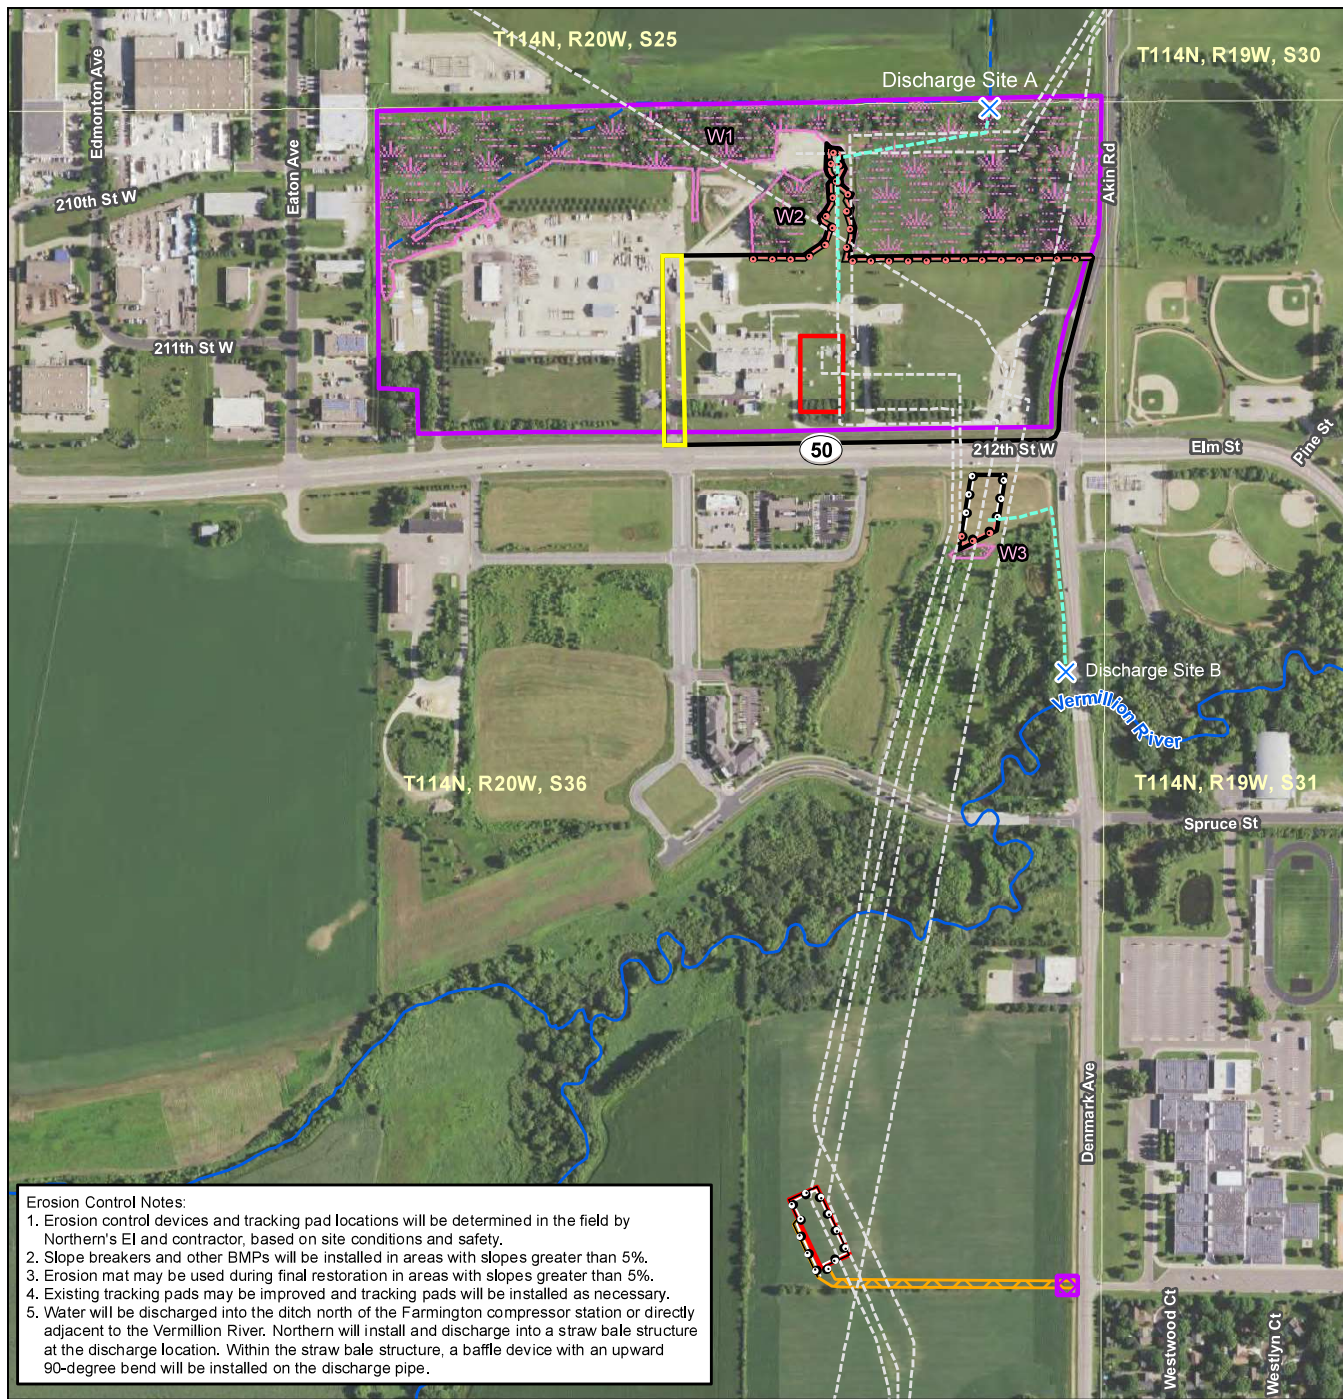 T114N, R20W, S25
T114N, R19W, S30
Discharge Site A
Edmonton Ave
Eaton Ave
Akin Rd
W1
W2
210th St W
211th St W
50
212th St W
Elm St
Pine St
W3
Discharge Site B
Vermillion River
T114N, R20W, S36
T114N, R19W, S31
Spruce St
Denmark Ave
Westwood Ct
Westlyn Ct
Erosion Control Notes:
1. Erosion control devices and tracking pad locations will be determined in the field by
Northern's EI and contractor, based on site conditions and safety.
2. Slope breakers and other BMPs will be installed in areas with slopes greater than 5%.
3. Erosion mat may be used during final restoration in areas with slopes greater than 5%.
4. Existing tracking pads may be improved and tracking pads will be installed as necessary.
5. Water will be discharged into the ditch north of the Farmington compressor station or directly
adjacent to the Vermillion River. Northern will install and discharge into a straw bale structure
at the discharge location. Within the straw bale structure, a baffle device with an upward
90-degree bend will be installed on the discharge pipe.